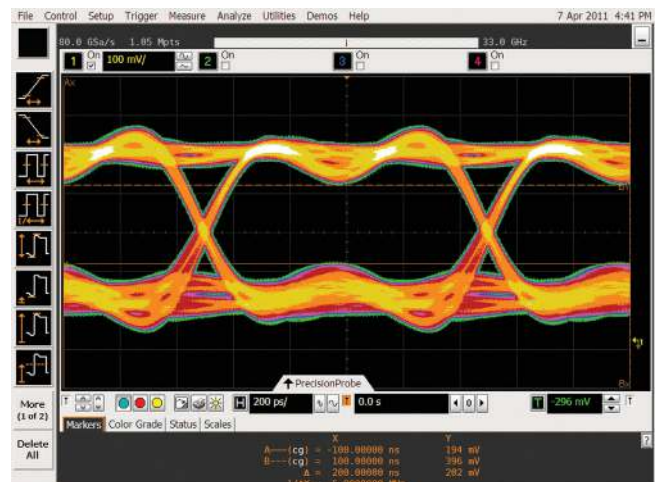 File Control Setup Trigger Measure Analyze Utilities Demos Help 7 Apr 2011 4:41 PM
80.0 GSa/s 1.05 Mpts 33.0 GHz
1 On 100 mV/ 2 On 3 On 4 On
Ax
B1
Bx
PrecisionProbe
More
(1 of 2)
Delete
All
H 200 ps/ 0.0 s 0 T -296 mV
Markers Color Grade Status Scales
X Y
A---(cg) = -100.00000 ns 194 mV
B---(cg) = 100.00000 ns 396 mV
Δ = 200.00000 ns 202 mV